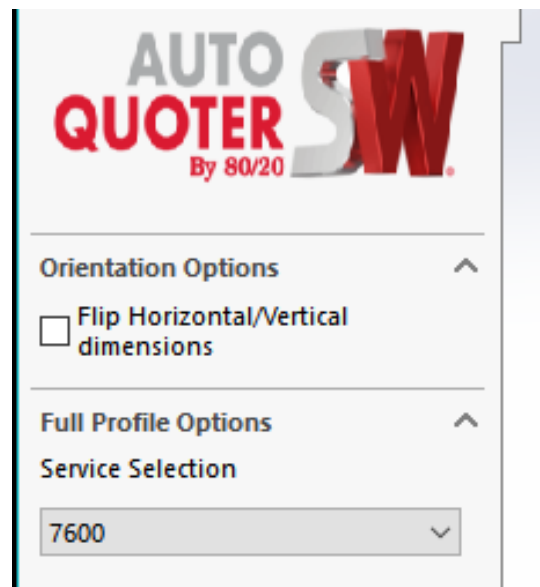 AUTO
QUOTER
By 80/20
SW®
Orientation Options
Flip Horizontal/Vertical
dimensions
Full Profile Options
Service Selection
7600